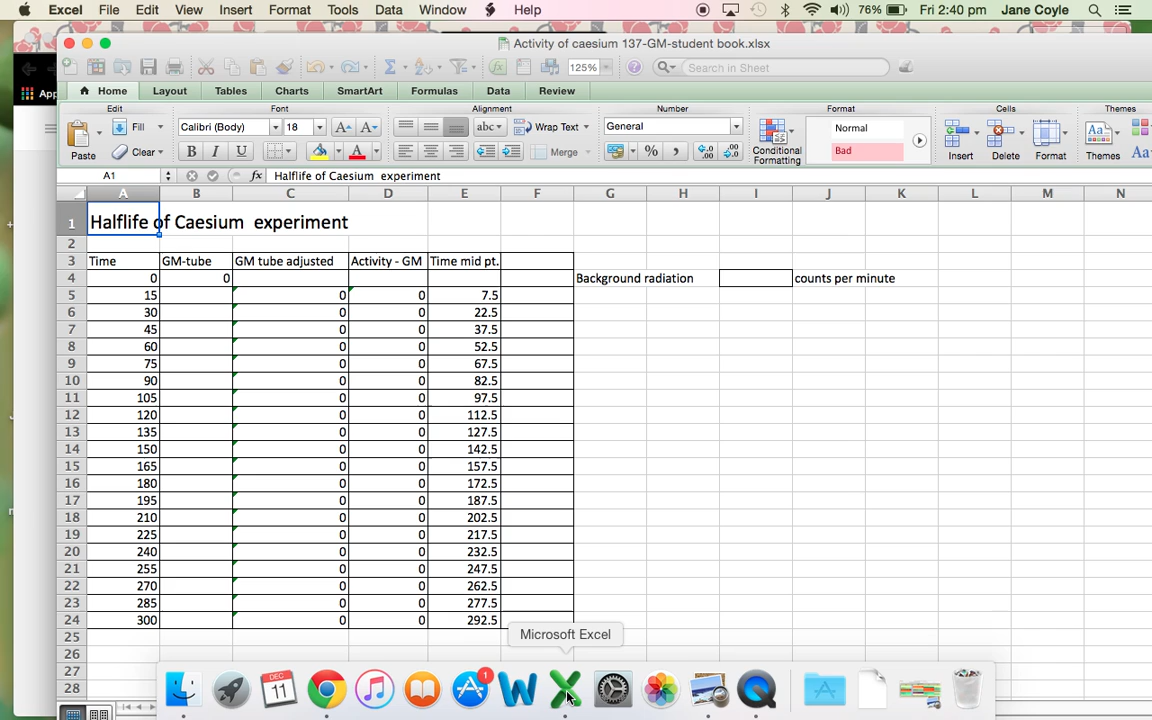 Excel File Edit View Insert Format Tools Data Window Help 76% Fri 2:40 pm Jane Coyle
Activity of caesium 137-GM-student book.xlsx
App
125% Search in Sheet
Home Layout Tables Charts SmartArt Formulas Data Review
Edit Font Alignment Number Format Cells Themes
Fill Calibri (Body) 18 A A abc Wrap Text General Normal
Paste Clear B I U A Merge % , .0 .00 .00 .0 Conditional Formatting Bad Insert Delete Format Themes Aa
A1 fx Halflife of Caesium experiment
A B C D E F G H I J K L M N
1 Halflife of Caesium experiment
2
3 Time GM-tube GM tube adjusted Activity - GM Time mid pt.
4 0 0 Background radiation counts per minute
5 15 0 0 7.5
6 30 0 0 22.5
7 45 0 0 37.5
8 60 0 0 52.5
9 75 0 0 67.5
10 90 0 0 82.5
11 105 0 0 97.5
12 120 0 0 112.5
13 135 0 0 127.5
14 150 0 0 142.5
15 165 0 0 157.5
16 180 0 0 172.5
17 195 0 0 187.5
18 210 0 0 202.5
19 225 0 0 217.5
20 240 0 0 232.5
21 255 0 0 247.5
22 270 0 0 262.5
23 285 0 0 277.5
24 300 0 0 292.5
25
26
27
28
Microsoft Excel
DEC
11
1